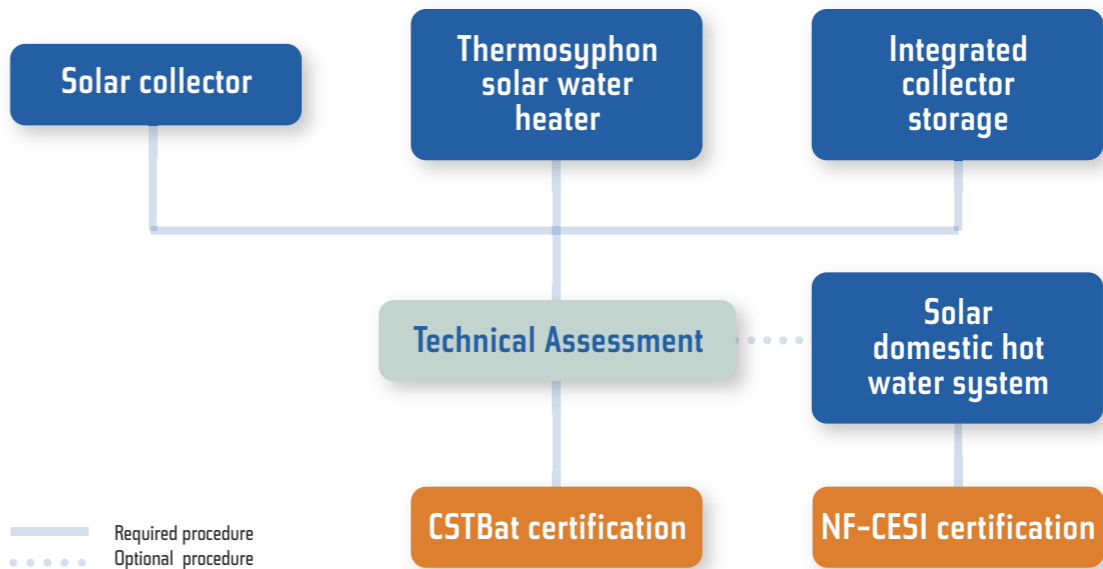 Solar collector
Thermosyphon
solar water
heater
Integrated
collector
storage
Technical Assessment
Solar
domestic hot
water system
CSTBat certification
NF-CESI certification
Required procedure
Optional procedure